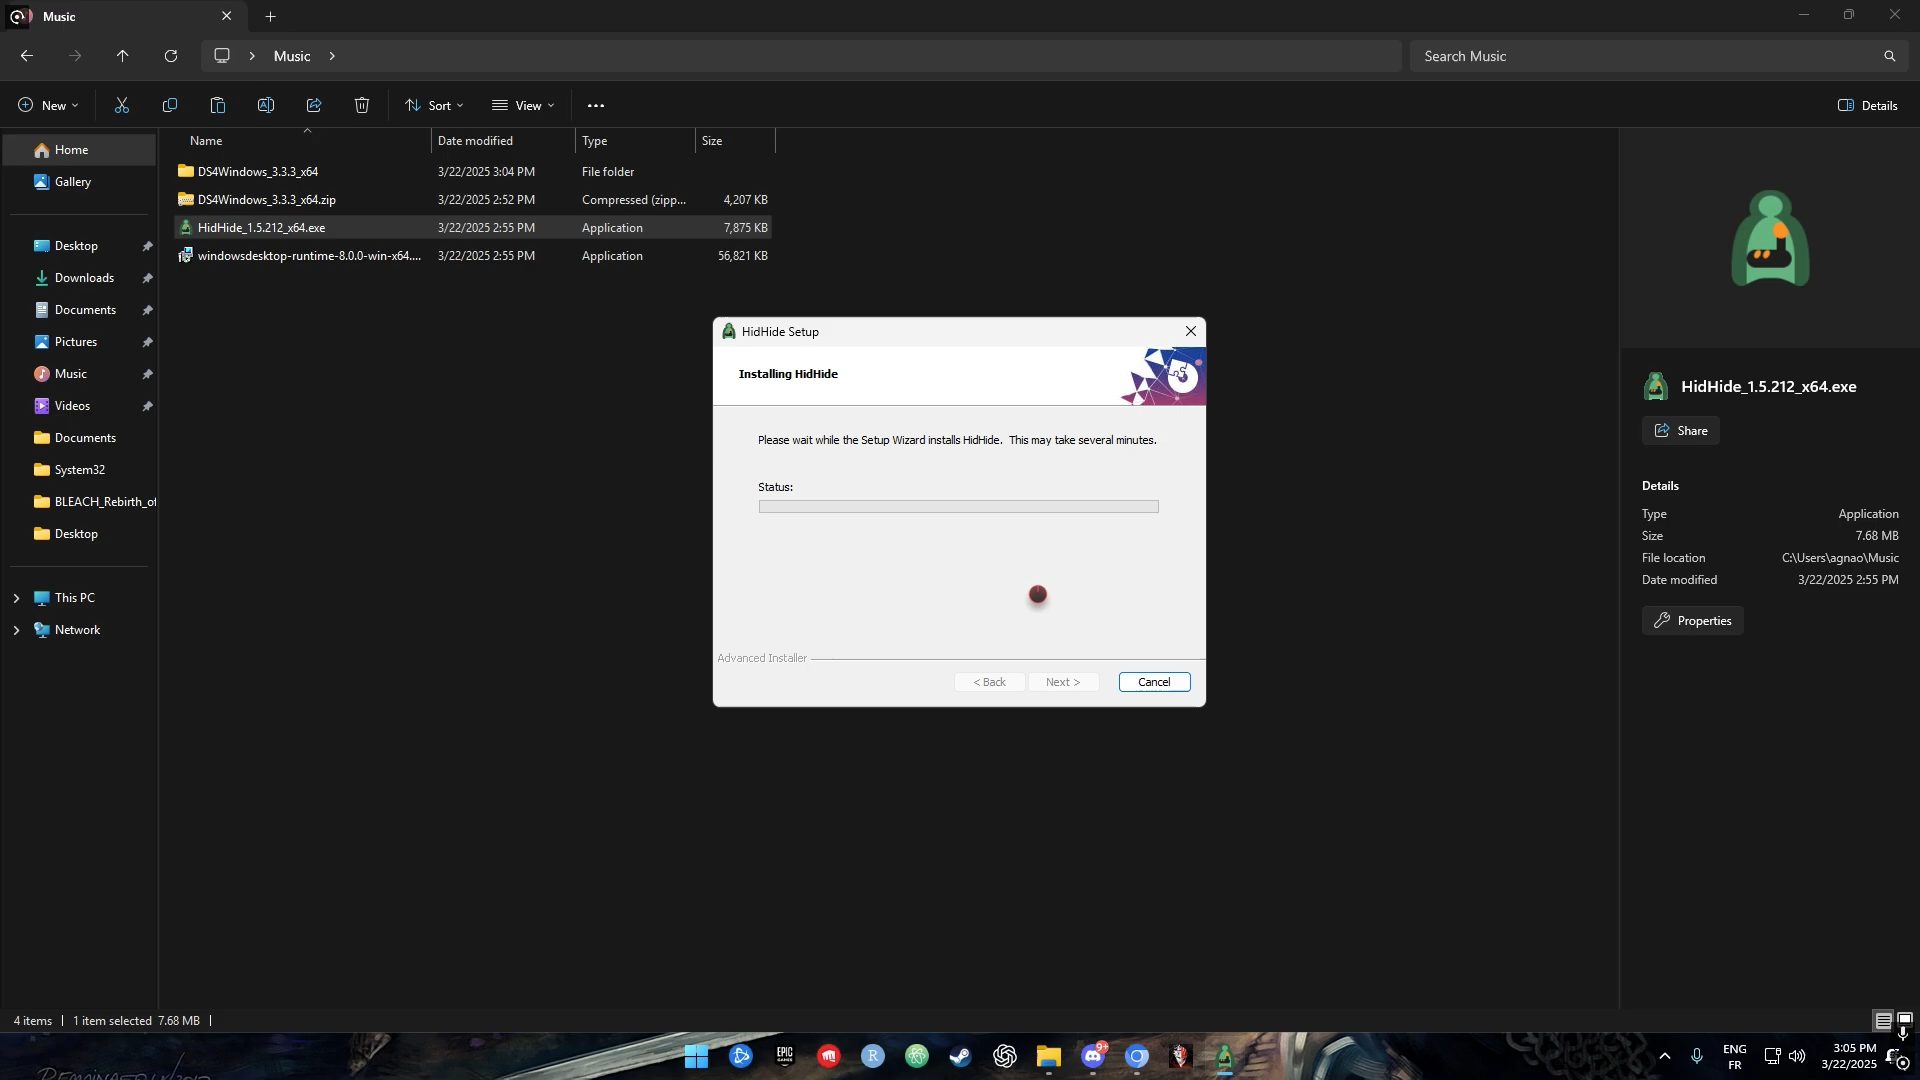 Music
Music
Search Music
New
Sort
View
Details
Home
Gallery
Desktop
Downloads
Documents
Pictures
Music
Videos
Documents
System32
BLEACH_Rebirth_of
Desktop
This PC
Network
Name Date modified Type Size
DS4Windows_3.3.3_x64 3/22/2025 3:04 PM File folder
DS4Windows_3.3.3_x64.zip 3/22/2025 2:52 PM Compressed (zipp... 4,207 KB
HidHide_1.5.212_x64.exe 3/22/2025 2:55 PM Application 7,875 KB
windowsdesktop-runtime-8.0.0-win-x64.... 3/22/2025 2:55 PM Application 56,821 KB
HidHide Setup
Installing HidHide
Please wait while the Setup Wizard installs HidHide. This may take several minutes.
Status:
Advanced Installer
< Back Next > Cancel
HidHide_1.5.212_x64.exe
Share
Details
Type Application
Size 7.68 MB
File location C:\Users\agnao\Music
Date modified 3/22/2025 2:55 PM
Properties
4 items 1 item selected 7.68 MB
EPIC
GAMES
R
9+
ENG
FR
3:05 PM
3/22/2025